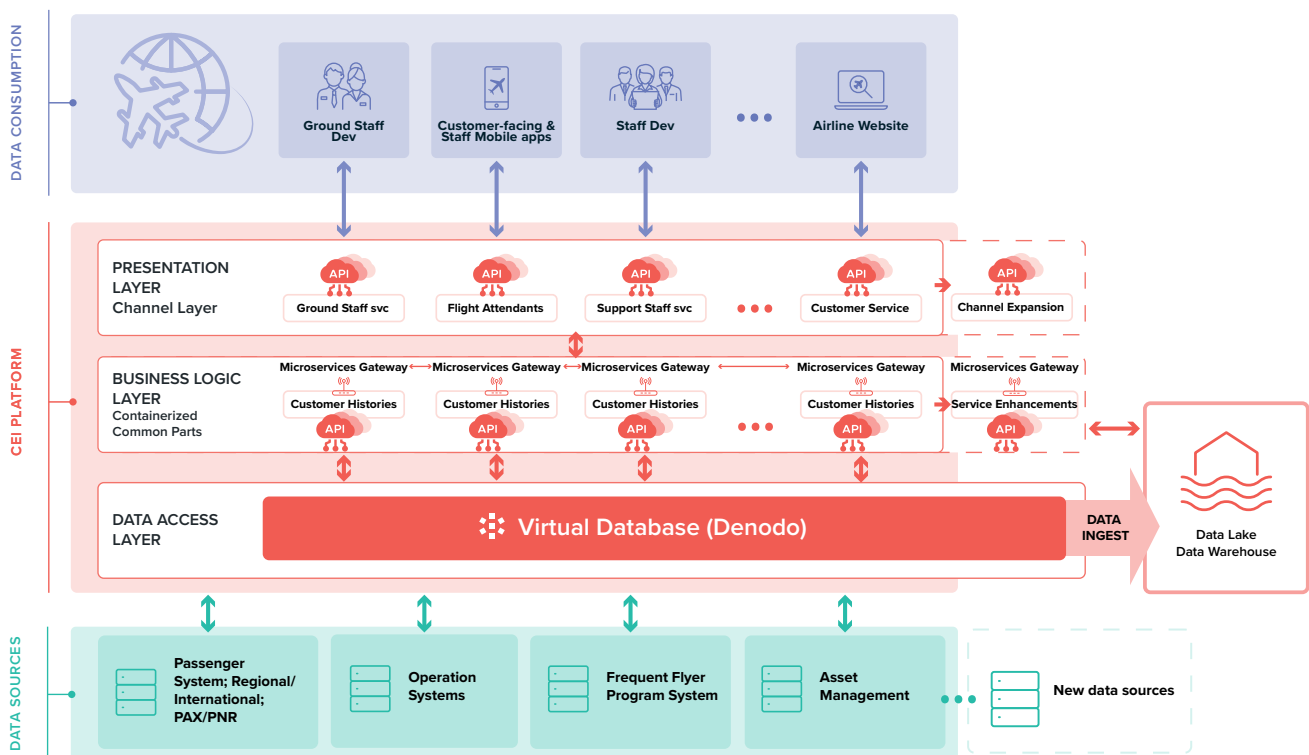 DATA CONSUMPTION
Ground Staff
Dev
Customer-facing &
Staff Mobile apps
Staff Dev
Airline Website
CEI PLATFORM
PRESENTATION
LAYER
Channel Layer
API
Ground Staff svc
API
Flight Attendants
API
Support Staff svc
API
Customer Service
API
Channel Expansion
BUSINESS LOGIC
LAYER
Containerized
Common Parts
Microservices Gateway
Customer Histories
API
Microservices Gateway
Customer Histories
API
Microservices Gateway
Customer Histories
API
Microservices Gateway
Customer Histories
API
Microservices Gateway
Service Enhancements
API
DATA ACCESS
LAYER
Virtual Database (Denodo)
DATA
INGEST
Data Lake
Data Warehouse
DATA SOURCES
Passenger
System; Regional/
International;
PAX/PNR
Operation
Systems
Frequent Flyer
Program System
Asset
Management
New data sources